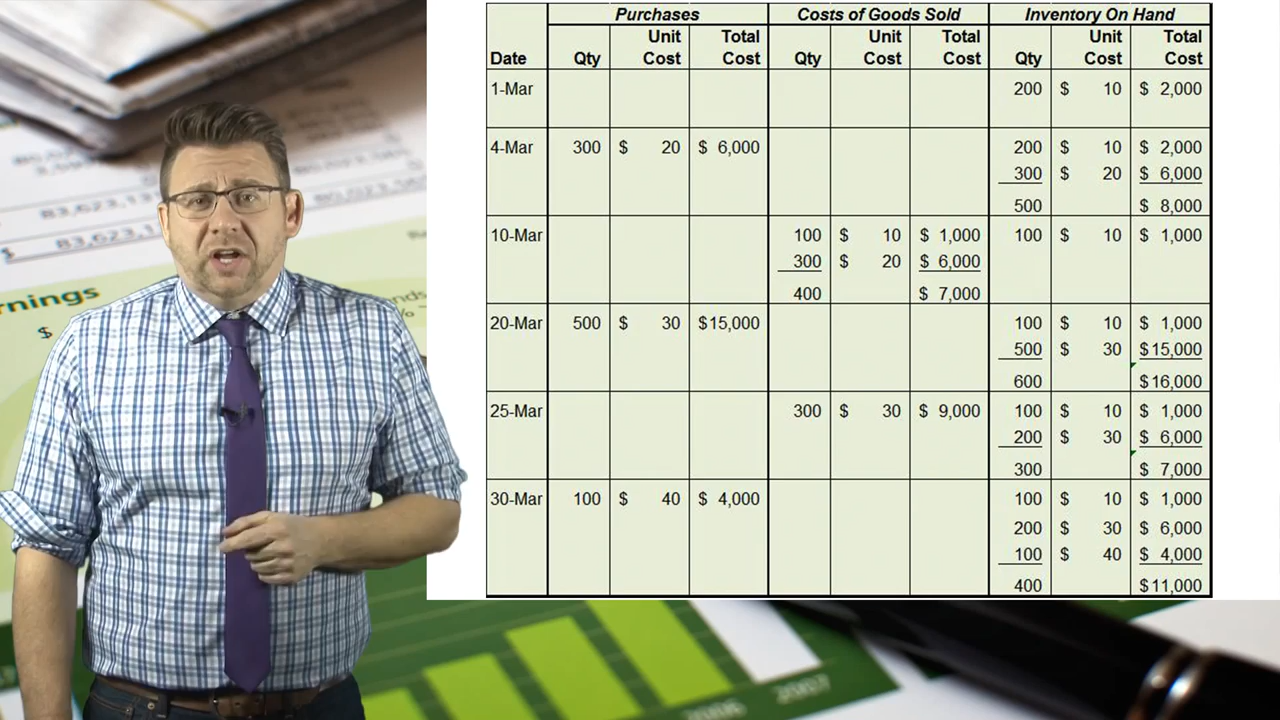 Purchases Costs of Goods Sold Inventory On Hand
Date Qty Unit Cost Total Cost Qty Unit Cost Total Cost Qty Unit Cost Total Cost
1-Mar 200 $ 10 $ 2,000
4-Mar 300 $ 20 $ 6,000 200 $ 10 $ 2,000
300 $ 20 $ 6,000
500 $ 8,000
10-Mar 100 $ 10 $ 1,000 100 $ 10 $ 1,000
300 $ 20 $ 6,000
400 $ 7,000
20-Mar 500 $ 30 $15,000 100 $ 10 $ 1,000
500 $ 30 $15,000
600 $16,000
25-Mar 300 $ 30 $ 9,000 100 $ 10 $ 1,000
200 $ 30 $ 6,000
300 $ 7,000
30-Mar 100 $ 40 $ 4,000 100 $ 10 $ 1,000
200 $ 30 $ 6,000
100 $ 40 $ 4,000
400 $11,000
rnings
$
2006 2007